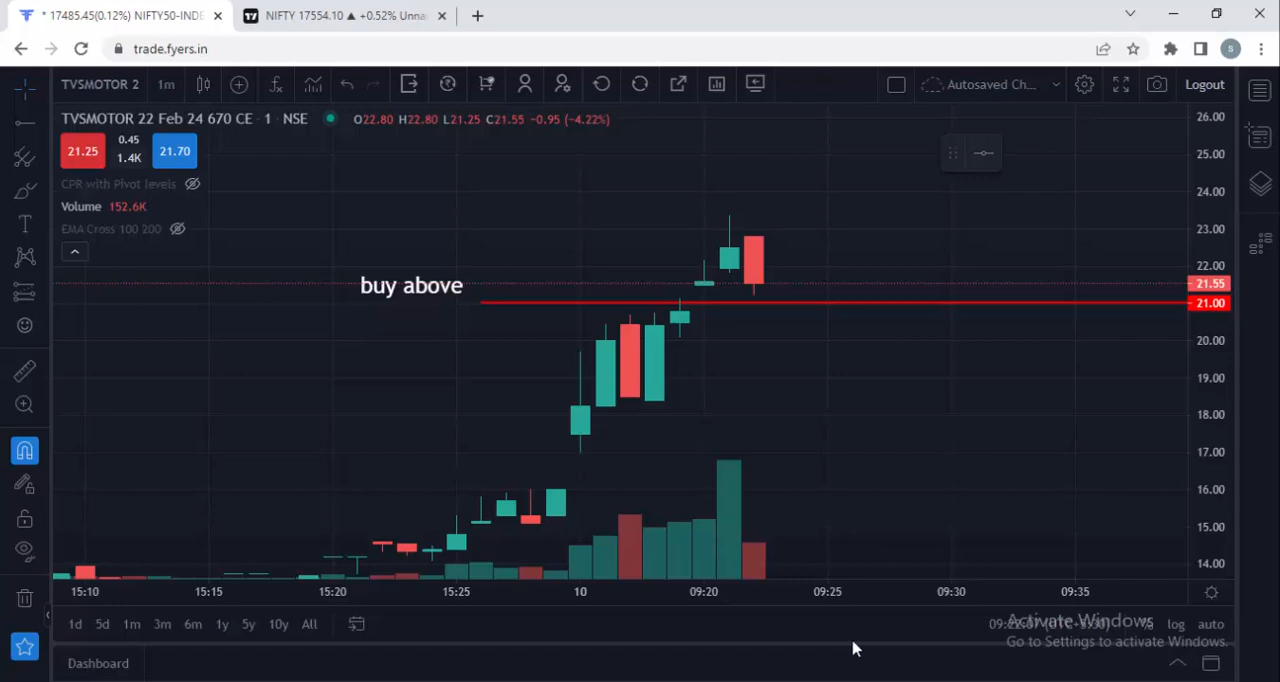 * 17485.45(0.12%) NIFTY50-INDE
NIFTY 17554.10 ▲ +0.52% Unna
trade.fyers.in
S
TVSMOTOR 2
1m
Autosaved Ch...
Logout
TVSMOTOR 22 Feb 24 670 CE · 1 · NSE
O22.80 H22.80 L21.25 C21.55 −0.95 (−4.22%)
21.25
0.45
1.4K
21.70
CPR with Pivot levels
Volume 152.6K
EMA Cross 100 200
buy above
26.00
25.00
24.00
23.00
22.00
21.55
21.00
20.00
19.00
18.00
17.00
16.00
15.00
14.00
15:10 15:15 15:20 15:25 10 09:20 09:25 09:30 09:35
1d 5d 1m 3m 6m 1y 5y 10y All
% log auto
Activate Windows
Go to Settings to activate Windows.
Dashboard